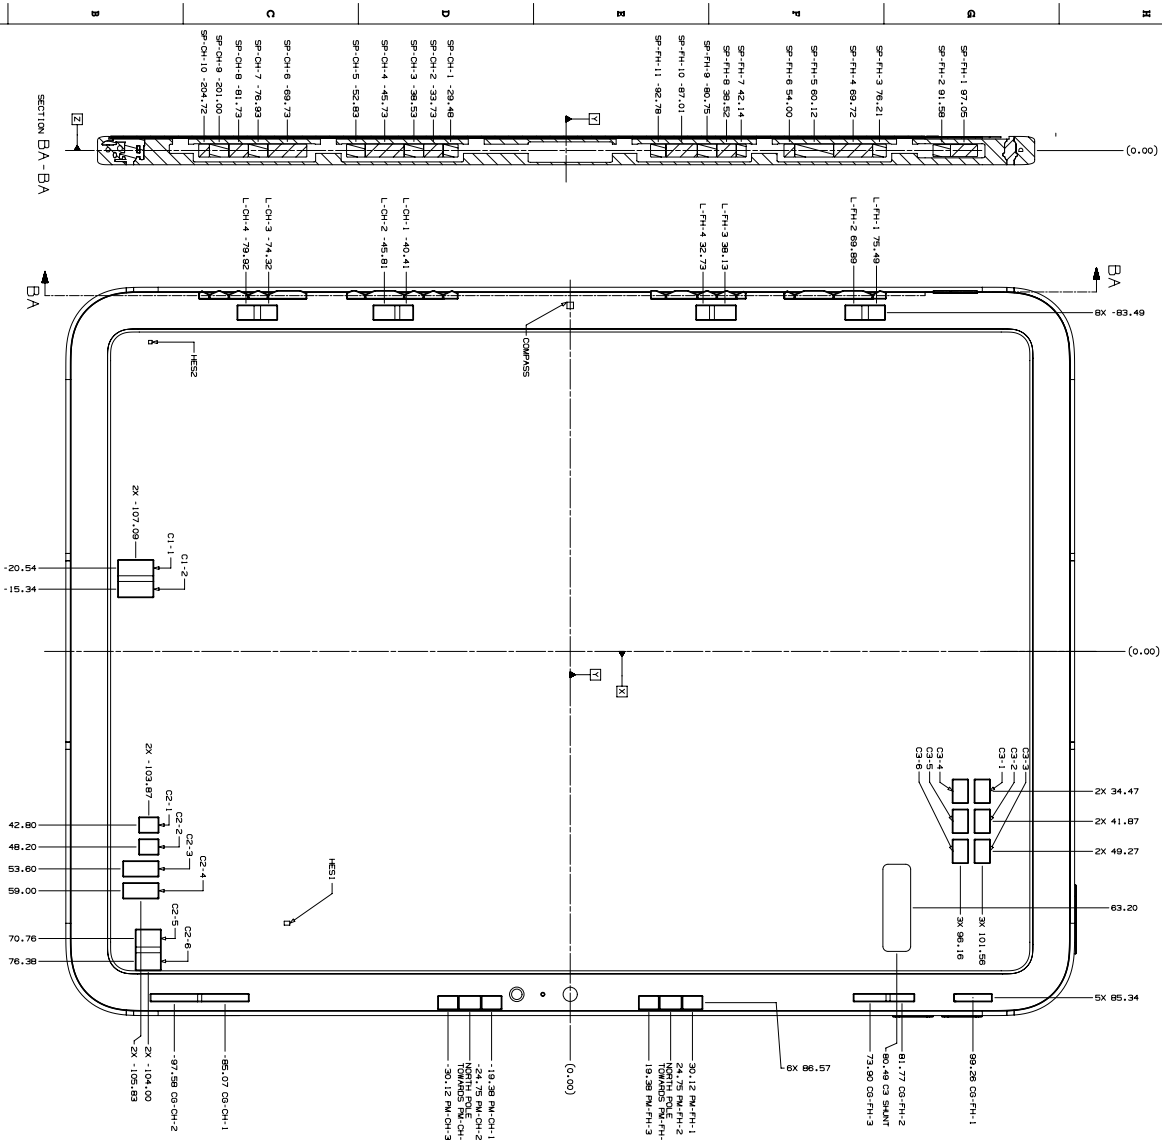 B
C
D
E
F
G
H
SP-CH-10 -204.72
SP-CH-9 -201.00
SP-CH-8 -81.73
SP-CH-7 -76.93
SP-CH-6 -69.73
SP-CH-5 -52.83
SP-CH-4 -45.73
SP-CH-3 -38.53
SP-CH-2 -33.73
SP-CH-1 -29.48
SP-FH-11 -92.78
SP-FH-10 -87.01
SP-FH-9 -80.75
SP-FH-8 38.52
SP-FH-7 42.14
SP-FH-6 54.00
SP-FH-5 60.12
SP-FH-4 69.72
SP-FH-3 76.21
SP-FH-2 91.58
SP-FH-1 97.05
SECTION BA-BA
Z
Y
(0.00)
L-CH-4 -79.92
L-CH-3 -74.32
L-CH-2 -45.81
L-CH-1 -40.41
L-FH-4 32.73
L-FH-3 38.13
L-FH-2 69.89
L-FH-1 75.49
BA
BA
8X -83.49
HES2
COMPASS
2X -107.09
C1-1
C1-2
-20.54
-15.34
(0.00)
Y
X
C3-6
C3-5
C3-4
C3-1
C3-2
C3-3
2X 34.47
2X 41.87
2X 49.27
63.20
3X 96.16
3X 101.56
2X -103.87
C2-1
C2-2
C2-3
C2-4
C2-5
C2-6
42.80
48.20
53.60
59.00
70.76
76.38
HES1
5X 85.34
2X -105.83
2X -104.00
-97.58 CG-CH-2
-85.07 CG-CH-1
-19.38 PM-CH-1
-24.75 PM-CH-2
NORTH POLE
TOWARDS PM-CH-
-30.12 PM-CH-3
(0.00)
30.12 PM-FH-1
24.75 PM-FH-2
NORTH POLE
TOWARDS PM-FH-
19.38 PM-FH-3
6X 86.57
81.77 CG-FH-2
80.49 C3 SHUNT
73.90 CG-FH-3
99.26 CG-FH-1